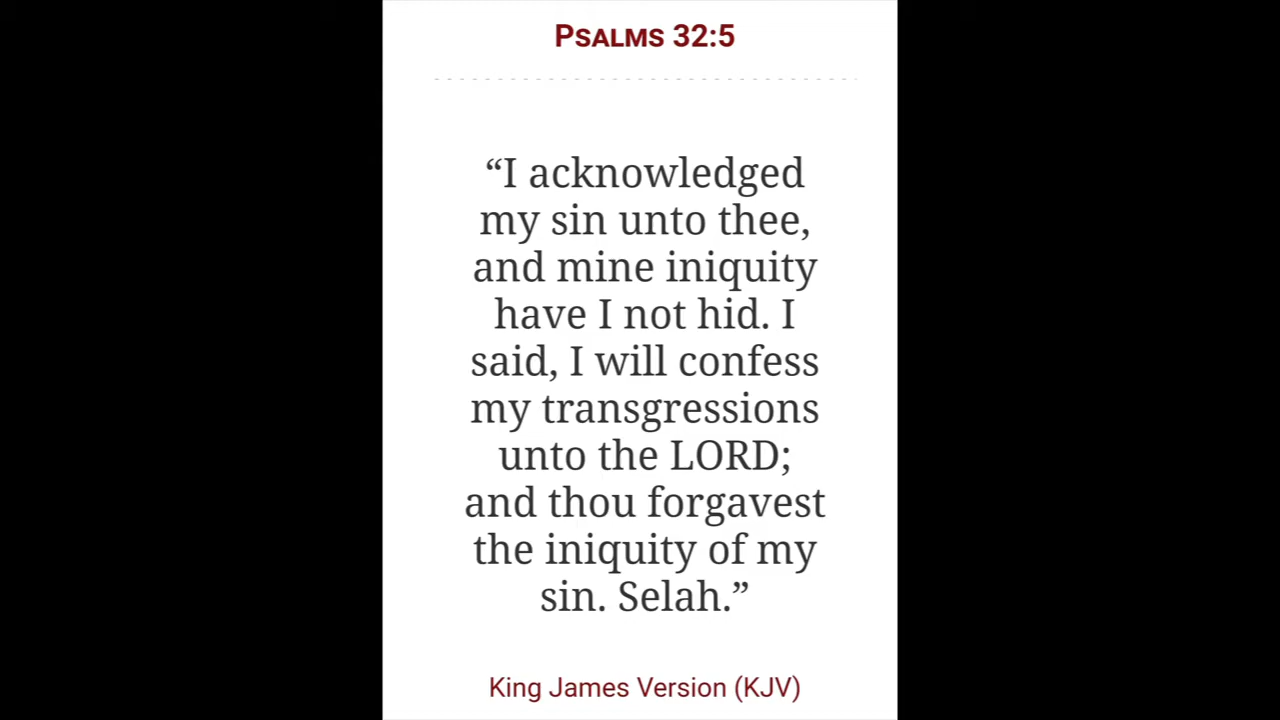 PSALMS 32:5
“I acknowledged
my sin unto thee,
and mine iniquity
have I not hid. I
said, I will confess
my transgressions
unto the LORD;
and thou forgavest
the iniquity of my
sin. Selah.”
King James Version (KJV)